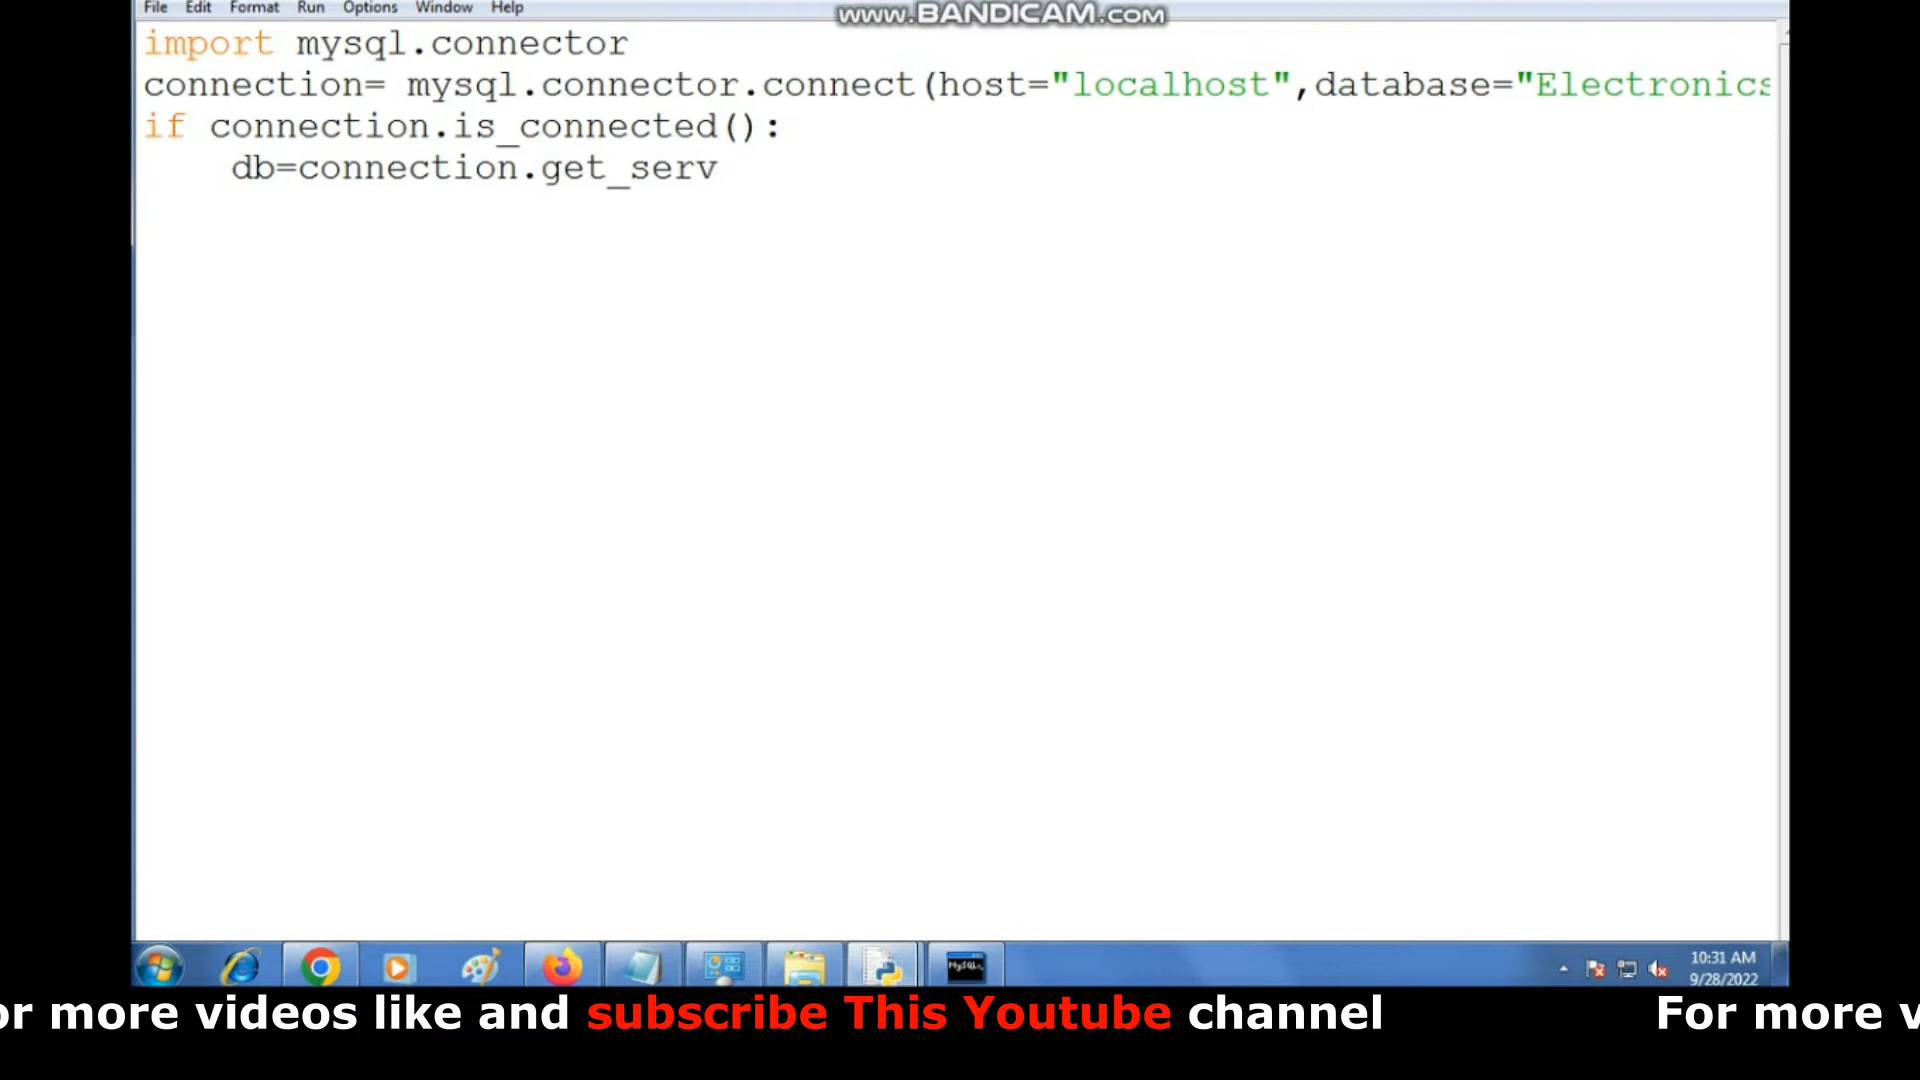 File Edit Format Run Options Window Help
www.BANDICAM.com
import mysql.connector
connection= mysql.connector.connect(host="localhost",database="Electronics
if connection.is_connected():
    db=connection.get_serv
MySQL
10:31 AM
9/28/2022
or more videos like and subscribe This Youtube channel For more v